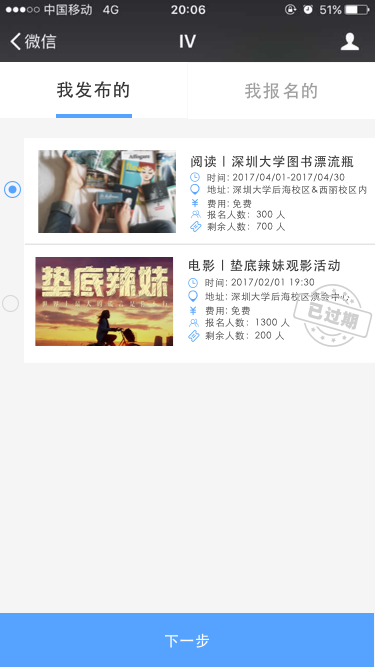 中国移动 4G 20:06 51%
微信 IV
我发布的 我报名的
阅读丨深圳大学图书漂流瓶
时间: 2017/04/01-2017/04/30
地址: 深圳大学后海校区&西丽校区内
费用: 免费
报名人数: 300 人
剩余人数: 700 人
垫底辣妹
电影丨垫底辣妹观影活动
时间: 2017/02/01 19:30
地址: 深圳大学后海校区演会中心
费用: 免费
报名人数: 1300 人
剩余人数: 200 人
已过期
下一步